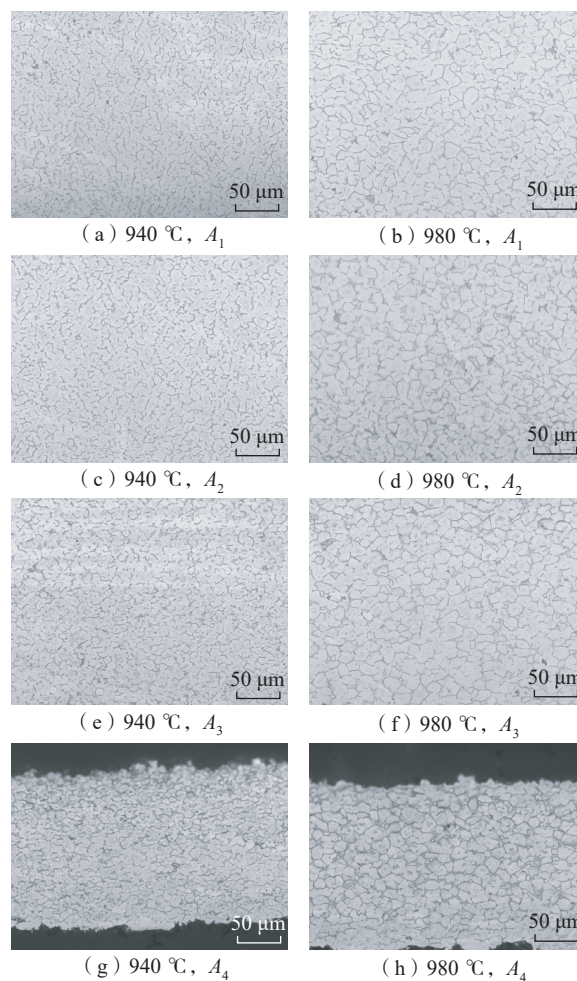 50 μm
50 μm
(a) 940 ℃, A₁
(b) 980 ℃, A₁
50 μm
50 μm
(c) 940 ℃, A₂
(d) 980 ℃, A₂
50 μm
50 μm
(e) 940 ℃, A₃
(f) 980 ℃, A₃
50 μm
50 μm
(g) 940 ℃, A₄
(h) 980 ℃, A₄